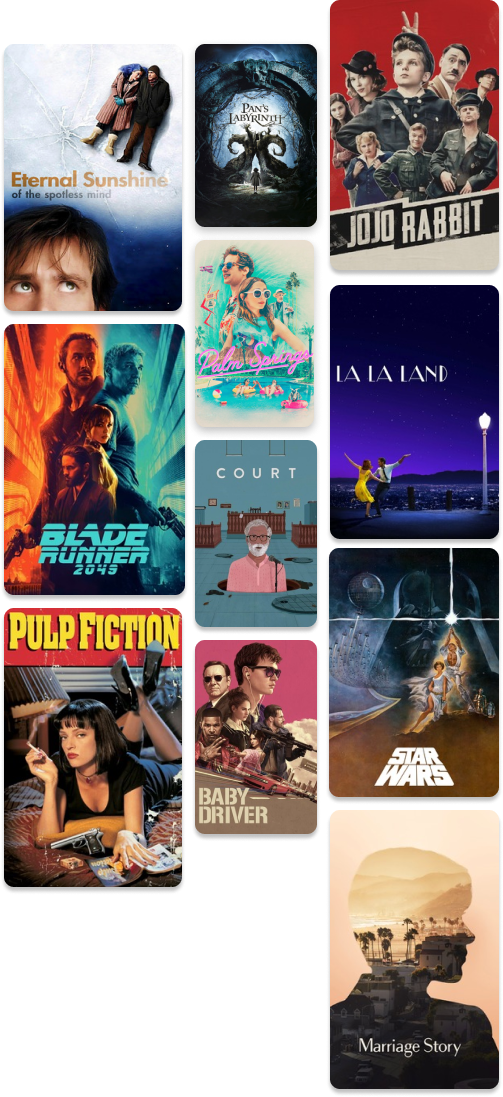 Eternal Sunshine
of the spotless mind
BLADE
RUNNER
2049
PULP FICTION
PAN'S
LABYRINTH
Palm Springs
COURT
BABY
DRIVER
JOJO RABBIT
LA LA LAND
STAR
WARS
Marriage Story